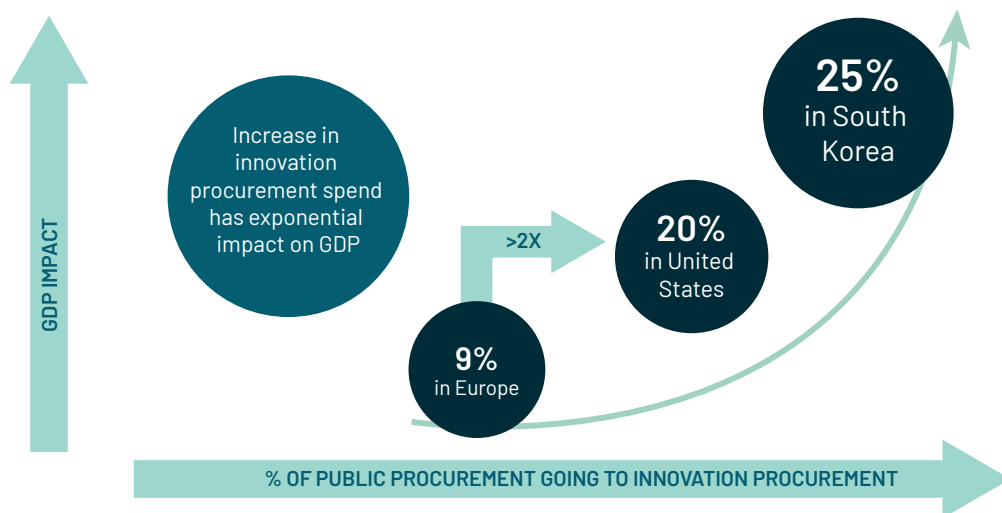 GDP IMPACT
Increase in
innovation
procurement spend
has exponential
impact on GDP
9%
in Europe
>2X
20%
in United
States
25%
in South
Korea
% OF PUBLIC PROCUREMENT GOING TO INNOVATION PROCUREMENT